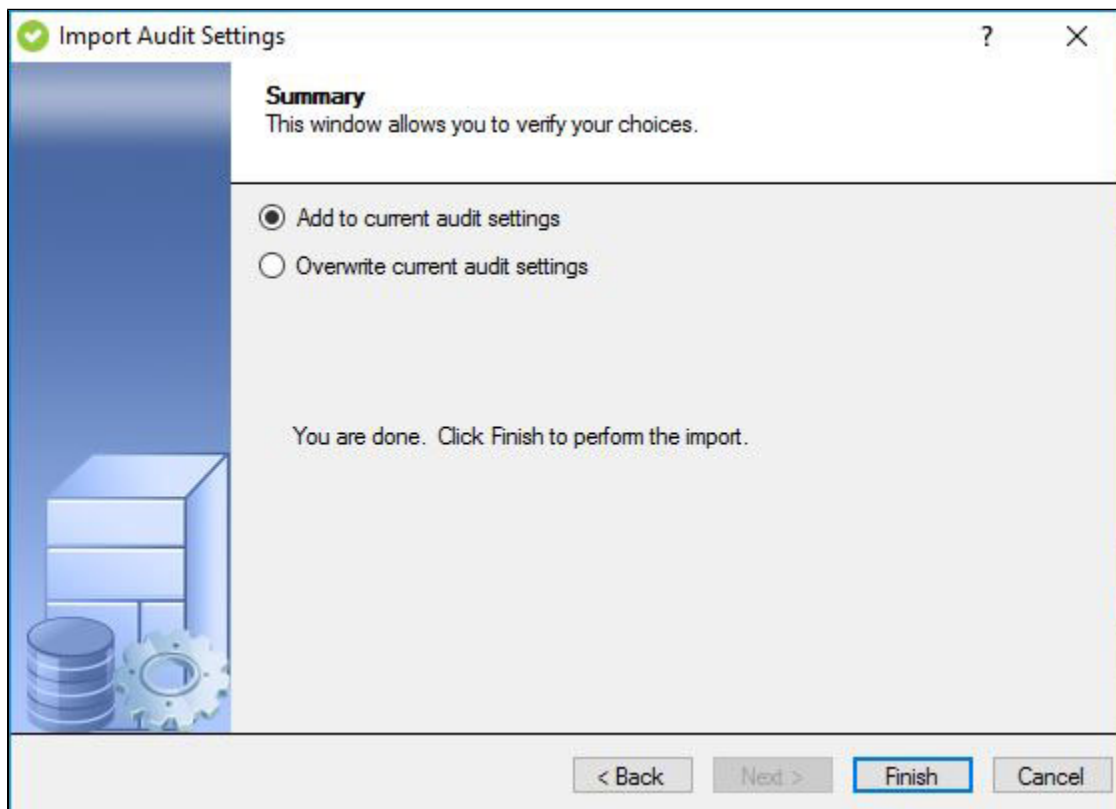 Import Audit Settings
?
Summary
This window allows you to verify your choices.
Add to current audit settings
Overwrite current audit settings
You are done.  Click Finish to perform the import.
< Back
Next >
Finish
Cancel